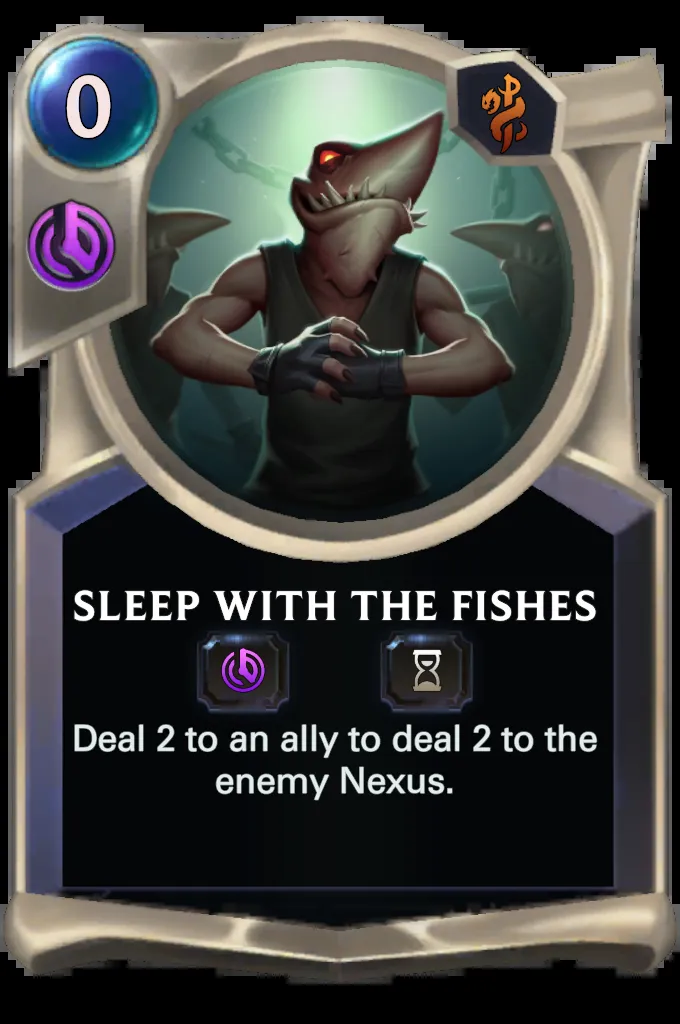 0
SLEEP WITH THE FISHES
Deal 2 to an ally to deal 2 to the
enemy Nexus.